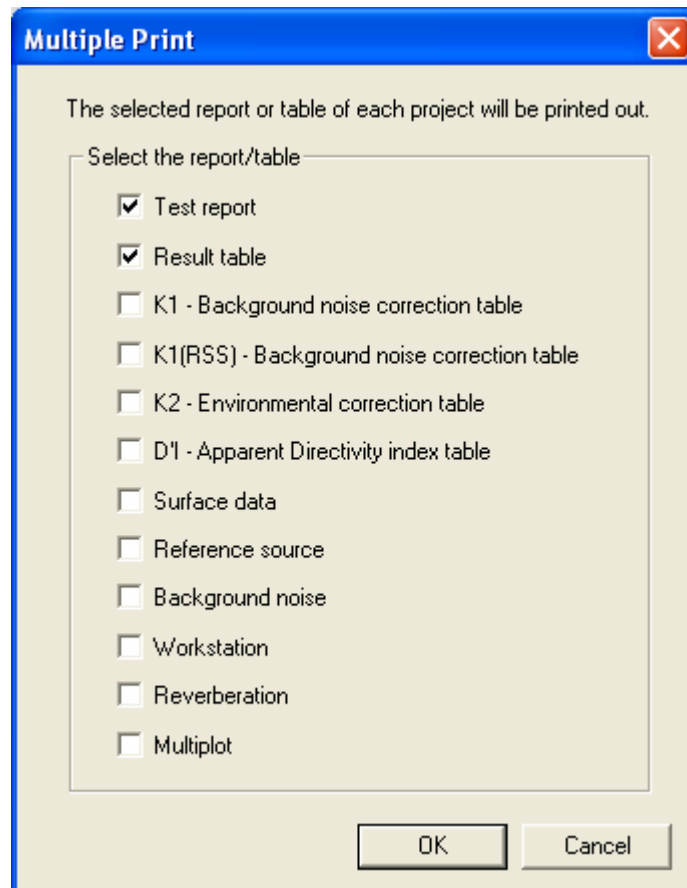 Multiple Print
The selected report or table of each project will be printed out.
Select the report/table
Test report
Result table
K1 - Background noise correction table
K1(RSS) - Background noise correction table
K2 - Environmental correction table
D'I - Apparent Directivity index table
Surface data
Reference source
Background noise
Workstation
Reverberation
Multiplot
OK Cancel